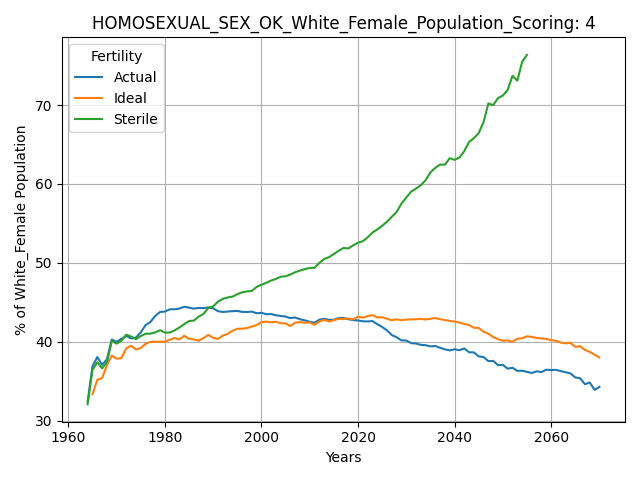 HOMOSEXUAL_SEX_OK_White_Female_Population_Scoring: 4
Fertility
Actual
Ideal
Sterile
% of White_Female Population
70
60
50
40
30
1960 1980 2000 2020 2040 2060
Years